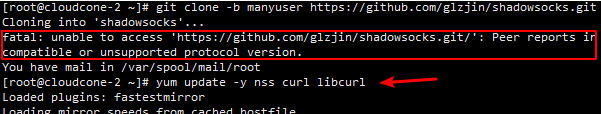 [root@cloudcone-2 ~]# git clone -b manyuser https://github.com/glzjin/shadowsocks.git
Cloning into 'shadowsocks'...
fatal: unable to access 'https://github.com/glzjin/shadowsocks.git/': Peer reports in
compatible or unsupported protocol version.
You have mail in /var/spool/mail/root
[root@cloudcone-2 ~]# yum update -y nss curl libcurl
Loaded plugins: fastestmirror
Loading mirror speeds from cached hostfile